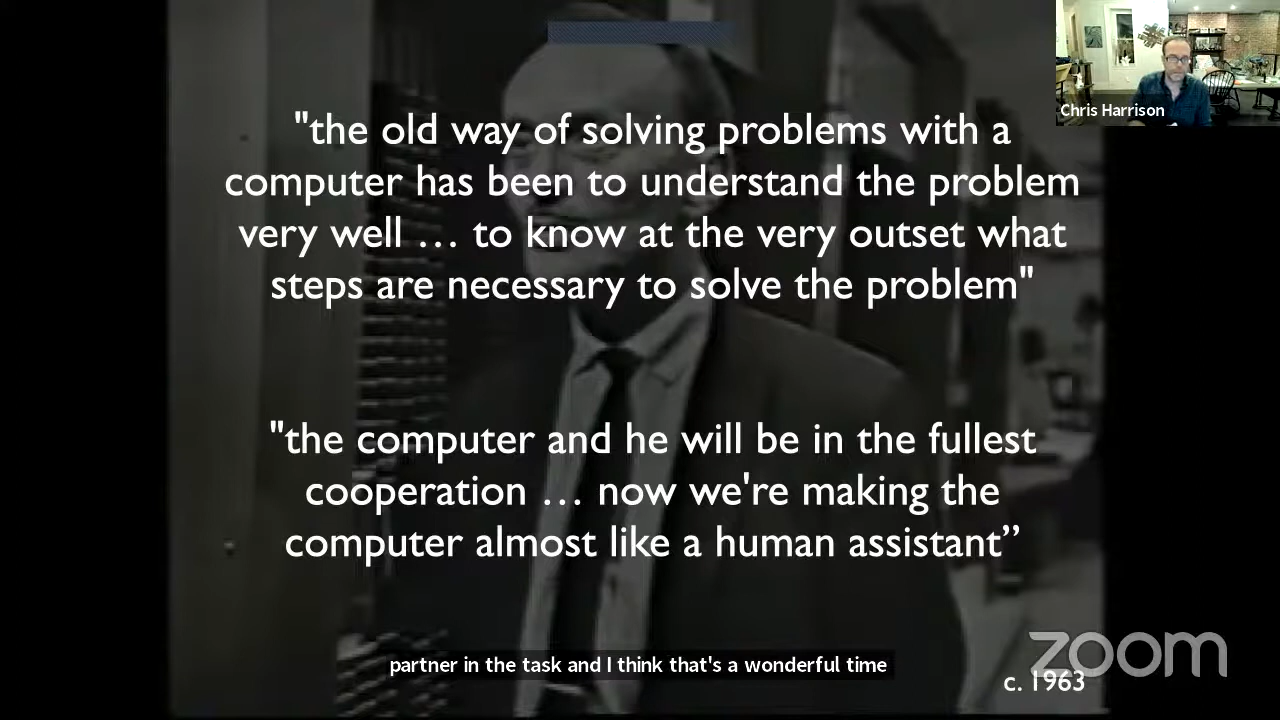 Chris Harrison
"the old way of solving problems with a
computer has been to understand the problem
very well … to know at the very outset what
steps are necessary to solve the problem"
"the computer and he will be in the fullest
cooperation … now we're making the
computer almost like a human assistant”
partner in the task and I think that's a wonderful time
zoom
c. 1963